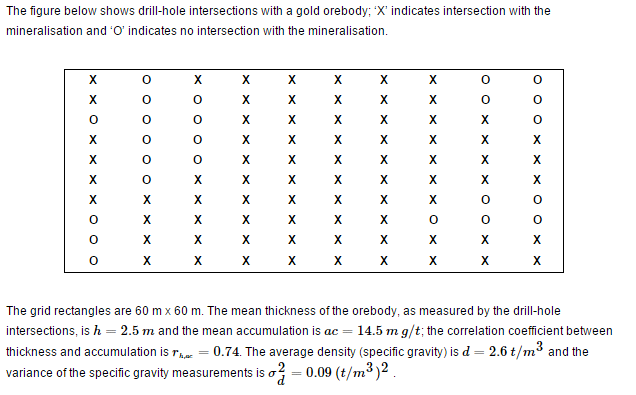 The figure below shows drill-hole intersections with a gold orebody; 'X' indicates intersection with the
mineralisation and 'O' indicates no intersection with the mineralisation.
X O X X X X X X O O
X O O X X X X X O O
O O O X X X X X X O
X O O X X X X X X X
X O O X X X X X X X
X O X X X X X X X X
X X X X X X X X O O
O X X X X X X O O O
O X X X X X X X X X
O X X X X X X X X X
The grid rectangles are 60 m x 60 m. The mean thickness of the orebody, as measured by the drill-hole
intersections, is h = 2.5 m and the mean accumulation is ac = 14.5 m g/t; the correlation coefficient between
thickness and accumulation is r_{h,ac} = 0.74. The average density (specific gravity) is d = 2.6 t/m^3 and the
variance of the specific gravity measurements is σ_d^2 = 0.09 (t/m^3)2 .